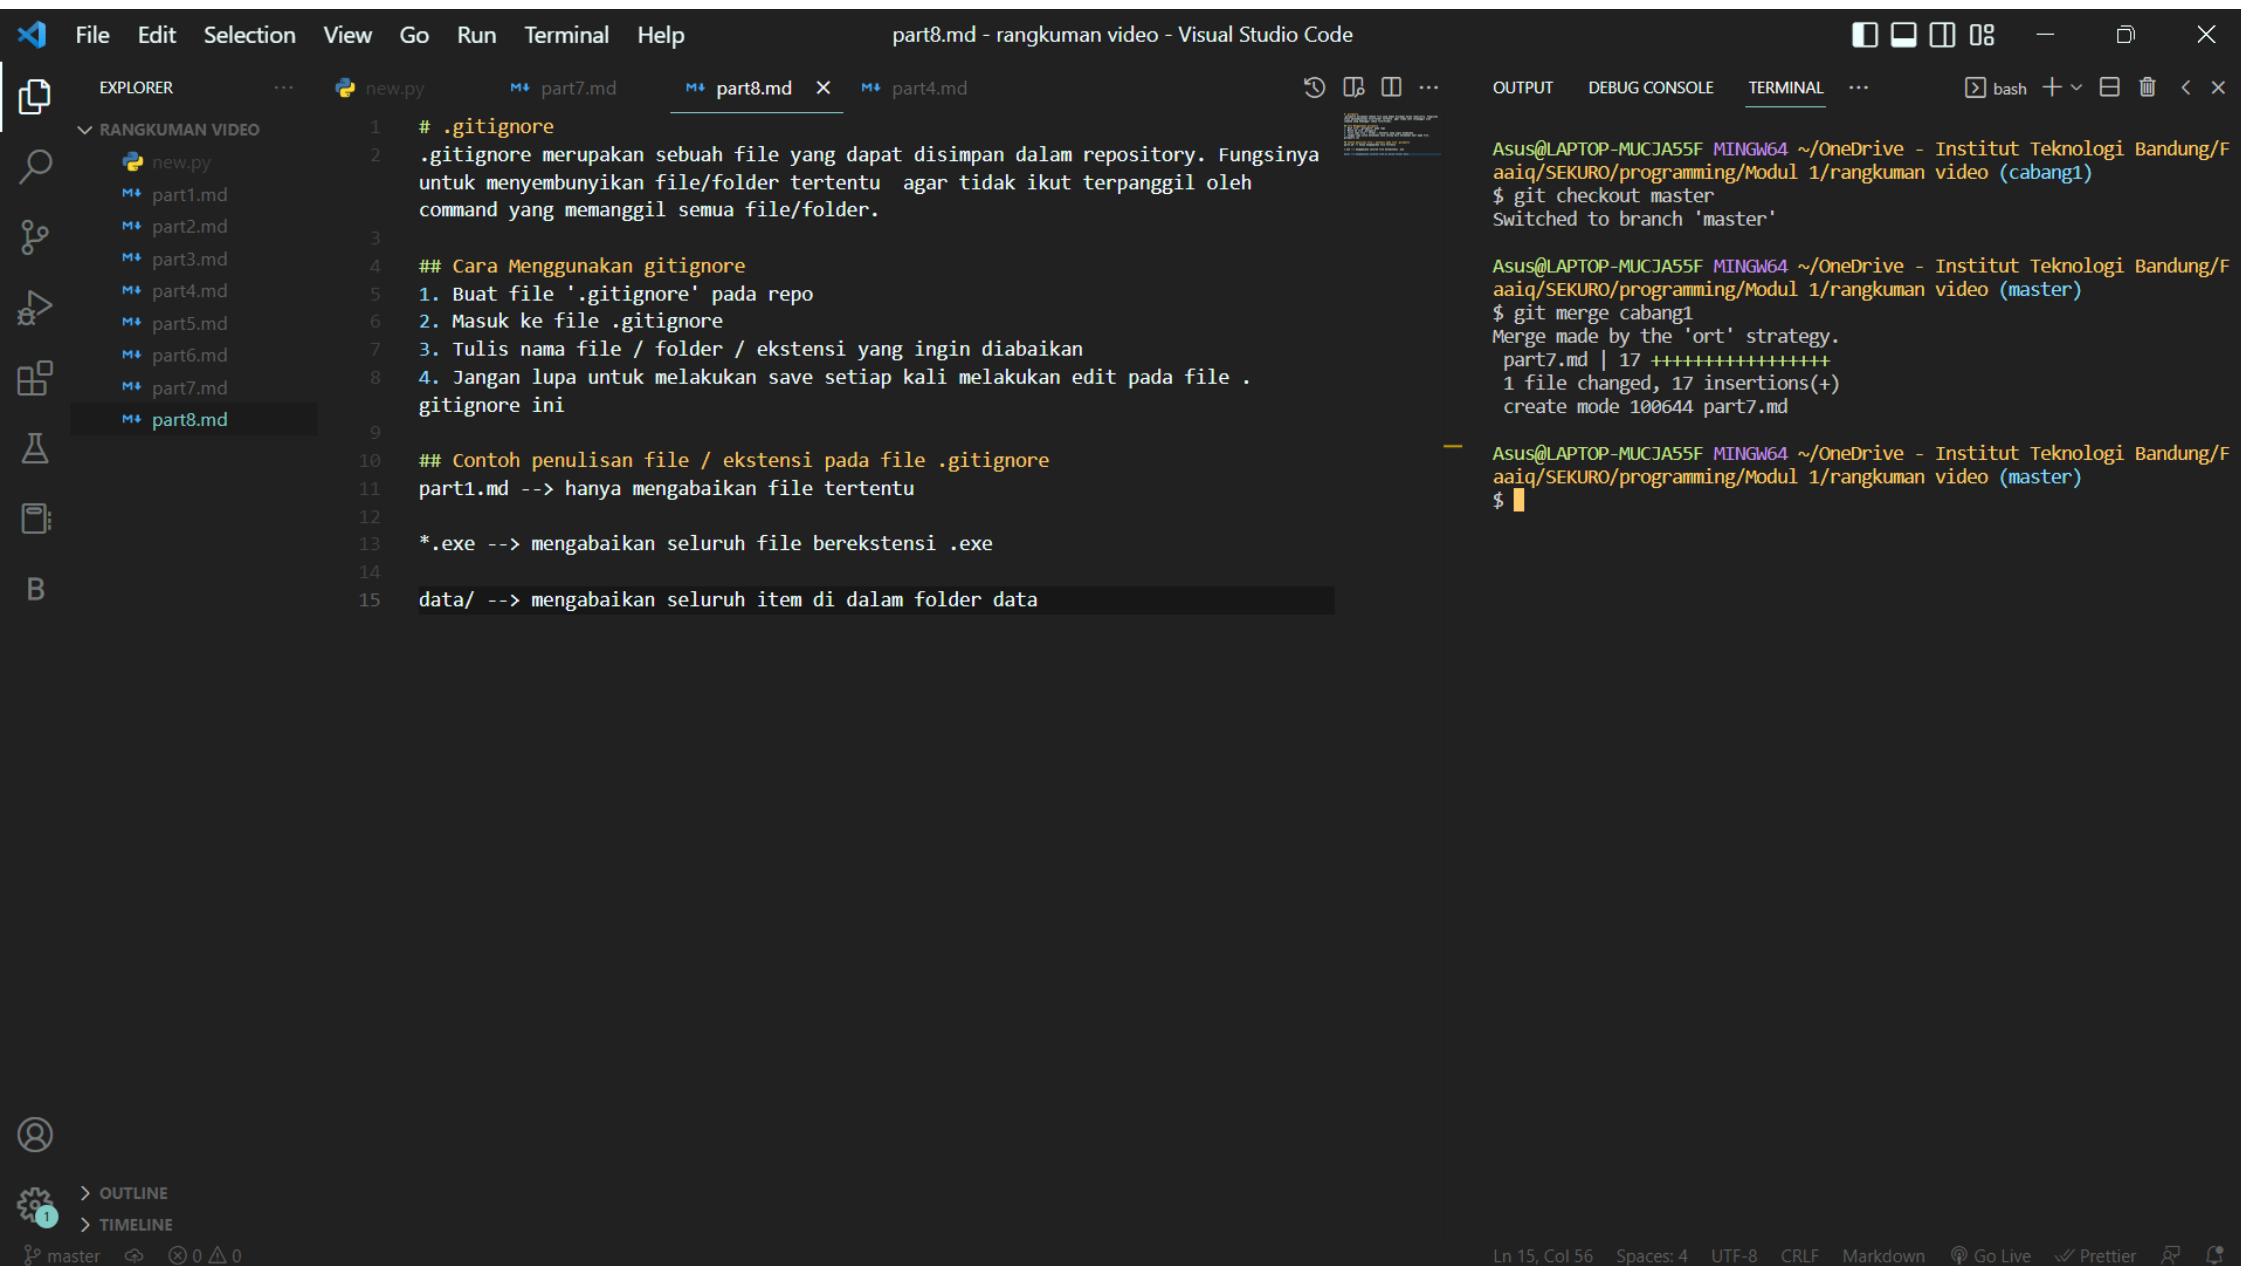 File Edit Selection View Go Run Terminal Help
part8.md - rangkuman video - Visual Studio Code
EXPLORER
RANGKUMAN VIDEO
new.py
part1.md
part2.md
part3.md
part4.md
part5.md
part6.md
part7.md
part8.md
OUTLINE
TIMELINE
new.py part7.md part8.md part4.md
1 # .gitignore
2 .gitignore merupakan sebuah file yang dapat disimpan dalam repository. Fungsinya
untuk menyembunyikan file/folder tertentu  agar tidak ikut terpanggil oleh
command yang memanggil semua file/folder.
3
4 ## Cara Menggunakan gitignore
5 1. Buat file '.gitignore' pada repo
6 2. Masuk ke file .gitignore
7 3. Tulis nama file / folder / ekstensi yang ingin diabaikan
8 4. Jangan lupa untuk melakukan save setiap kali melakukan edit pada file .
gitignore ini
9
10 ## Contoh penulisan file / ekstensi pada file .gitignore
11 part1.md --> hanya mengabaikan file tertentu
12
13 *.exe --> mengabaikan seluruh file berekstensi .exe
14
15 data/ --> mengabaikan seluruh item di dalam folder data
OUTPUT DEBUG CONSOLE TERMINAL bash
Asus@LAPTOP-MUCJA55F MINGW64 ~/OneDrive - Institut Teknologi Bandung/F
aaiq/SEKURO/programming/Modul 1/rangkuman video (cabang1)
$ git checkout master
Switched to branch 'master'
Asus@LAPTOP-MUCJA55F MINGW64 ~/OneDrive - Institut Teknologi Bandung/F
aaiq/SEKURO/programming/Modul 1/rangkuman video (master)
$ git merge cabang1
Merge made by the 'ort' strategy.
part7.md | 17 +++++++++++++++++
1 file changed, 17 insertions(+)
create mode 100644 part7.md
Asus@LAPTOP-MUCJA55F MINGW64 ~/OneDrive - Institut Teknologi Bandung/F
aaiq/SEKURO/programming/Modul 1/rangkuman video (master)
$
B
1
master 0 0
Ln 15, Col 56 Spaces: 4 UTF-8 CRLF Markdown Go Live Prettier